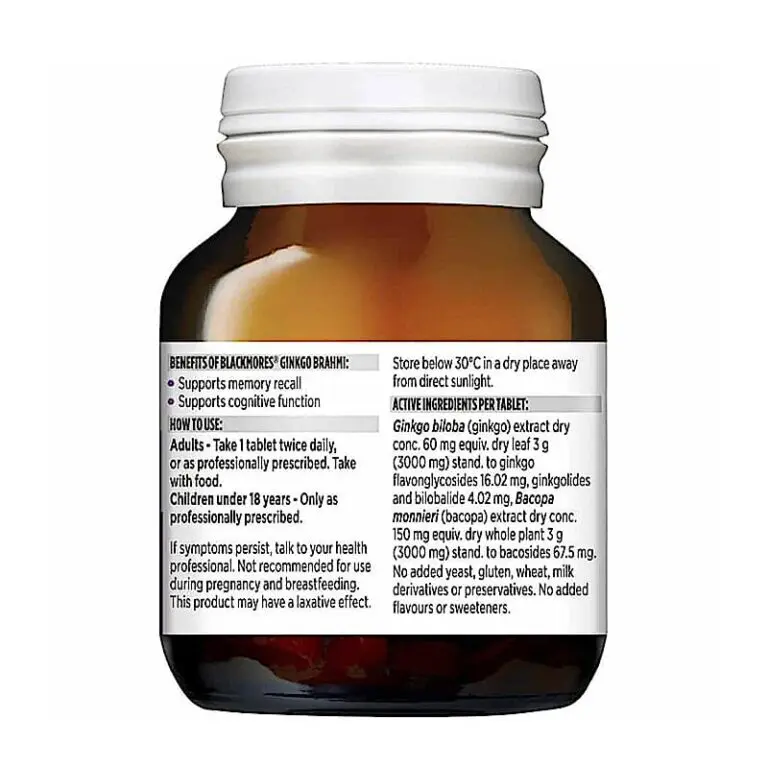 BENEFITS OF BLACKMORES® GINKGO BRAHMI:
• Supports memory recall
• Supports cognitive function
HOW TO USE:
Adults - Take 1 tablet twice daily,
or as professionally prescribed. Take
with food.
Children under 18 years - Only as
professionally prescribed.
If symptoms persist, talk to your health
professional. Not recommended for use
during pregnancy and breastfeeding.
This product may have a laxative effect.
Store below 30°C in a dry place away
from direct sunlight.
ACTIVE INGREDIENTS PER TABLET:
Ginkgo biloba (ginkgo) extract dry
conc. 60 mg equiv. dry leaf 3 g
(3000 mg) stand. to ginkgo
flavonglycosides 16.02 mg, ginkgolides
and bilobalide 4.02 mg, Bacopa
monnieri (bacopa) extract dry conc.
150 mg equiv. dry whole plant 3 g
(3000 mg) stand. to bacosides 67.5 mg.
No added yeast, gluten, wheat, milk
derivatives or preservatives. No added
flavours or sweeteners.